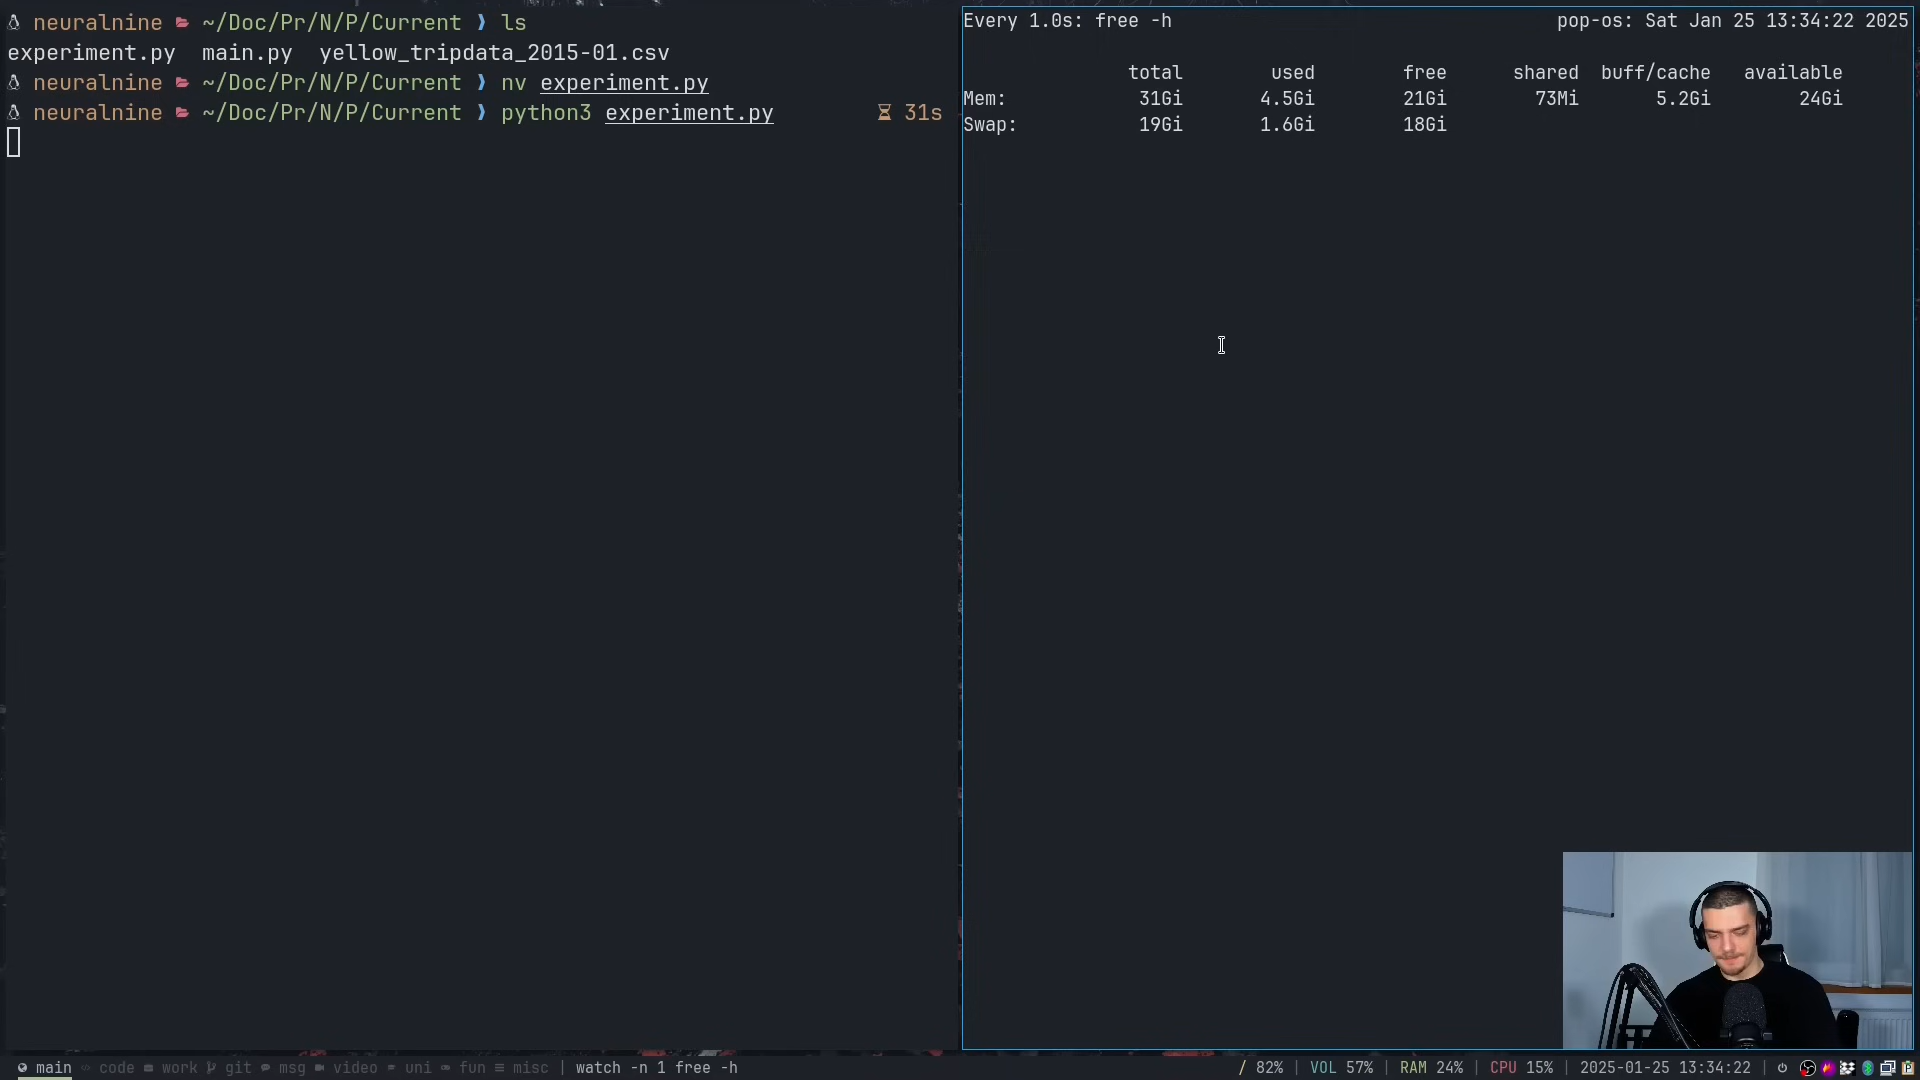 neuralnine ~/Doc/Pr/N/P/Current ❯ ls
experiment.py  main.py  yellow_tripdata_2015-01.csv
neuralnine ~/Doc/Pr/N/P/Current ❯ nv experiment.py
neuralnine ~/Doc/Pr/N/P/Current ❯ python3 experiment.py 31s
Every 1.0s: free -h pop-os: Sat Jan 25 13:34:22 2025
total used free shared buff/cache available
Mem: 31Gi 4.5Gi 21Gi 73Mi 5.2Gi 24Gi
Swap: 19Gi 1.6Gi 18Gi
main code work git msg video uni fun misc | watch -n 1 free -h / 82% | VOL 57% | RAM 24% | CPU 15% | 2025-01-25 13:34:22 |